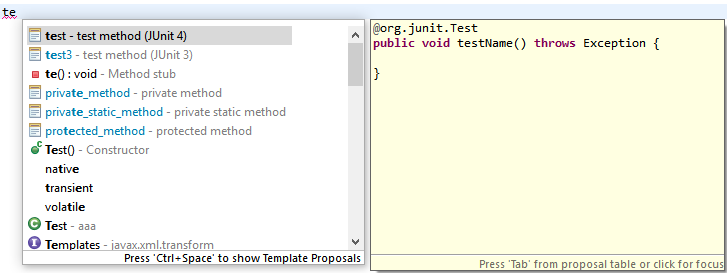 te
test - test method (JUnit 4)
test3 - test method (JUnit 3)
te() : void - Method stub
private_method - private method
private_static_method - private static method
protected_method - protected method
Test() - Constructor
native
transient
volatile
Test - aaa
Templates - javax.xml.transform
Press 'Ctrl+Space' to show Template Proposals
@org.junit.Test
public void testName() throws Exception {
}
Press 'Tab' from proposal table or click for focus